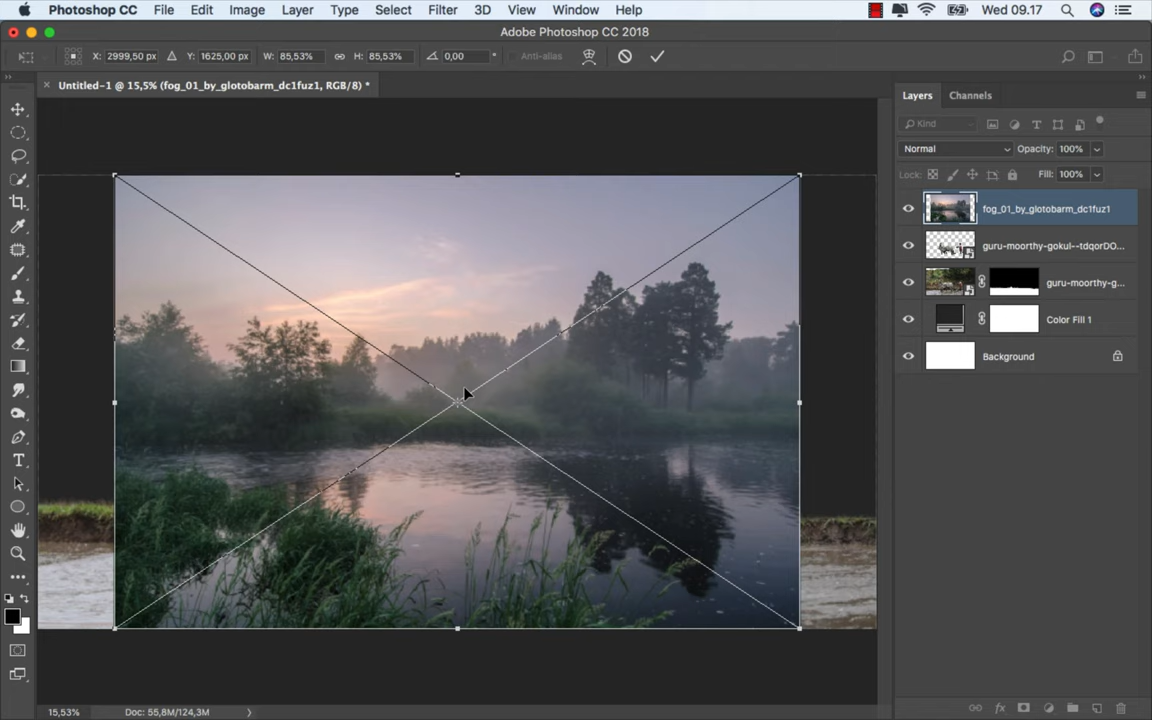 Photoshop CC File Edit Image Layer Type Select Filter 3D View Window Help Wed 09.17
Adobe Photoshop CC 2018
X: 2999,50 px Y: 1625,00 px W: 85,53% H: 85,53% 0,00 ° Anti-alias
× Untitled-1 @ 15,5% (fog_01_by_glotobarm_dc1fuz1, RGB/8) *
Layers Channels
Kind
Normal Opacity: 100%
Lock: Fill: 100%
fog_01_by_glotobarm_dc1fuz1
guru-moorthy-gokul--tdqorDO...
guru-moorthy-g...
Color Fill 1
Background
15,53% Doc: 55,8M/124,3M